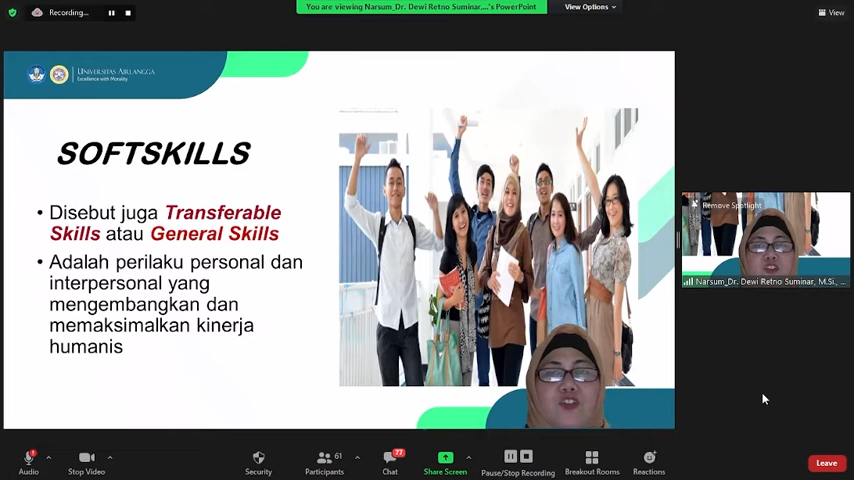 Recording...
You are viewing Narsum_Dr. Dewi Retno Suminar,...'s PowerPoint
View Options
View
UNIVERSITAS AIRLANGGA
Excellence with Morality
SOFTSKILLS
• Disebut juga Transferable
Skills atau General Skills
• Adalah perilaku personal dan
interpersonal yang
mengembangkan dan
memaksimalkan kinerja
humanis
Remove Spotlight
Narsum_Dr. Dewi Retno Suminar, M.Si., ...
Audio
Stop Video
Security
61
Participants
77
Chat
Share Screen
Pause/Stop Recording
Breakout Rooms
Reactions
Leave